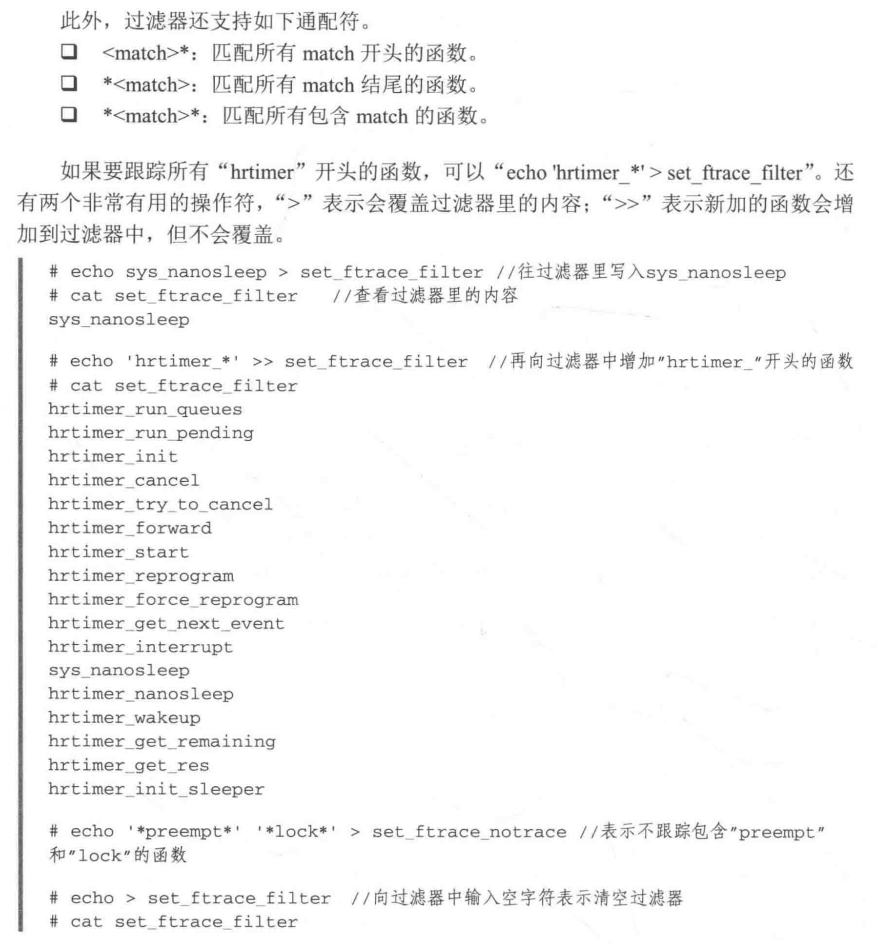 此外，过滤器还支持如下通配符。
❑ <match>*：匹配所有 match 开头的函数。
❑ *<match>：匹配所有 match 结尾的函数。
❑ *<match>*：匹配所有包含 match 的函数。
如果要跟踪所有“hrtimer”开头的函数，可以“echo 'hrtimer_*' > set_ftrace_filter”。还
有两个非常有用的操作符，“>”表示会覆盖过滤器里的内容；“>>”表示新加的函数会增
加到过滤器中，但不会覆盖。
# echo sys_nanosleep > set_ftrace_filter //往过滤器里写入sys_nanosleep
# cat set_ftrace_filter //查看过滤器里的内容
sys_nanosleep
# echo 'hrtimer_*' >> set_ftrace_filter //再向过滤器中增加"hrtimer_"开头的函数
# cat set_ftrace_filter
hrtimer_run_queues
hrtimer_run_pending
hrtimer_init
hrtimer_cancel
hrtimer_try_to_cancel
hrtimer_forward
hrtimer_start
hrtimer_reprogram
hrtimer_force_reprogram
hrtimer_get_next_event
hrtimer_interrupt
sys_nanosleep
hrtimer_nanosleep
hrtimer_wakeup
hrtimer_get_remaining
hrtimer_get_res
hrtimer_init_sleeper
# echo '*preempt*' '*lock*' > set_ftrace_notrace //表示不跟踪包含"preempt"
和"lock"的函数
# echo > set_ftrace_filter //向过滤器中输入空字符表示清空过滤器
# cat set_ftrace_filter